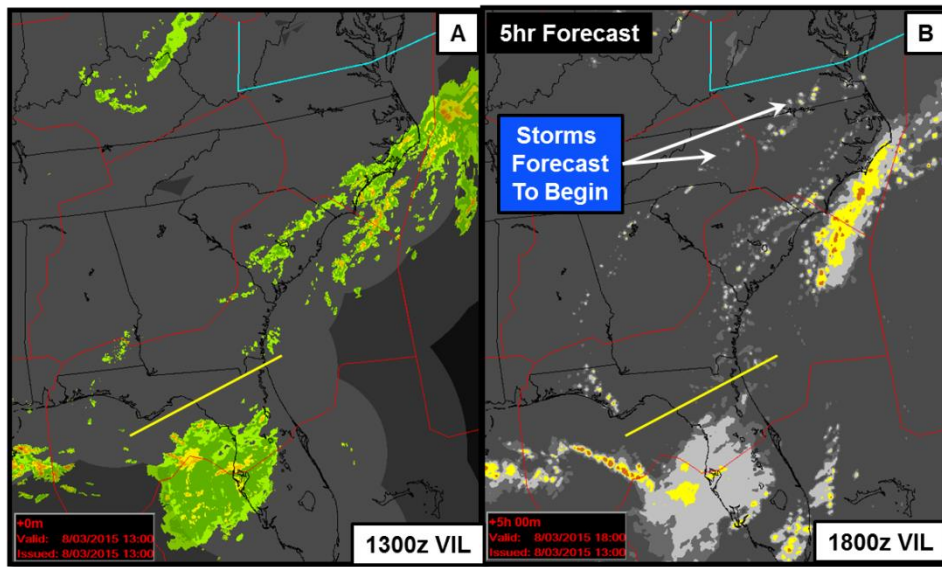 A
+0m
Valid: 8/03/2015 13:00
Issued: 8/03/2015 13:00
1300z VIL
5hr Forecast
B
Storms
Forecast
To Begin
+5h 00m
Valid: 8/03/2015 18:00
Issued: 8/03/2015 13:00
1800z VIL